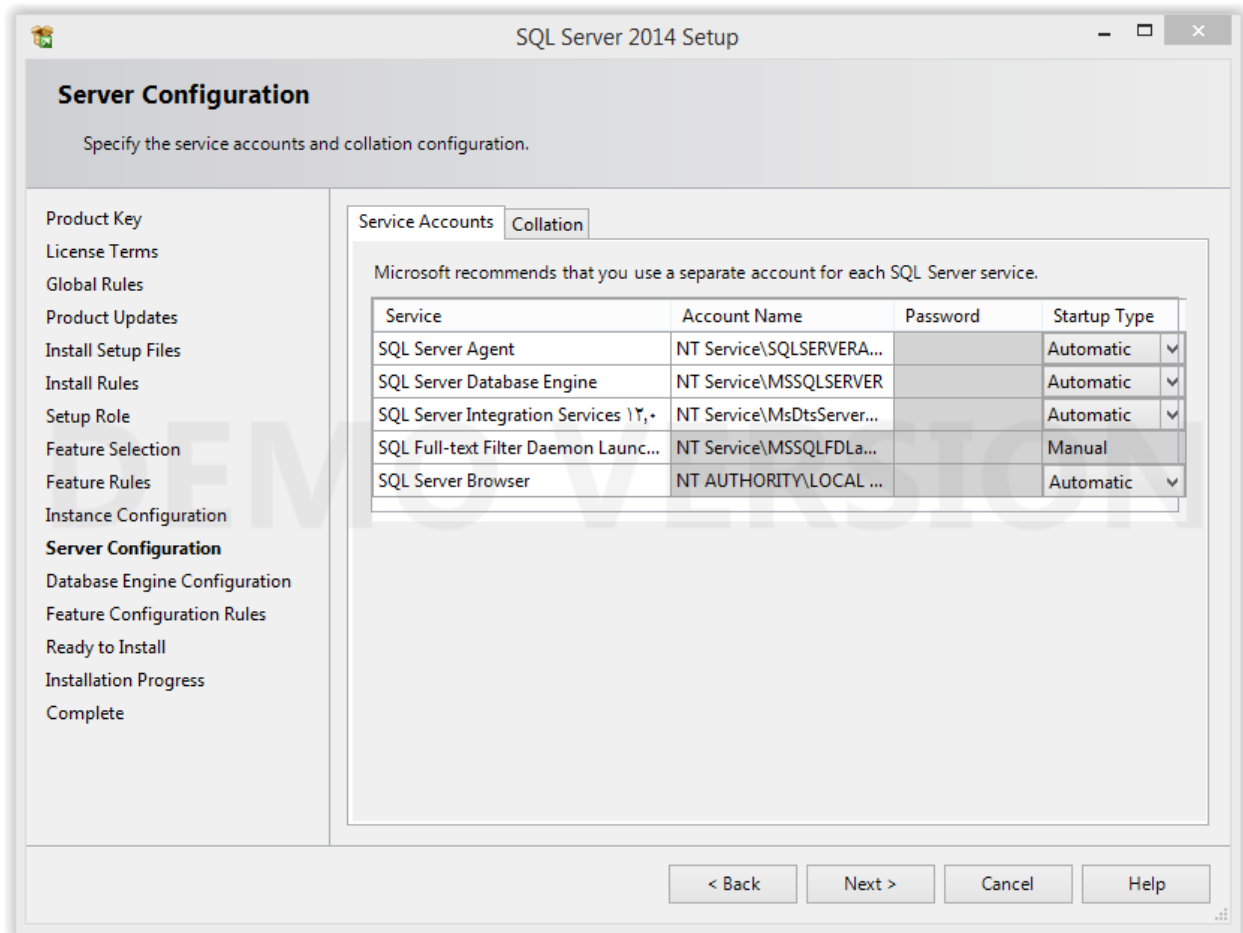 SQL Server 2014 Setup
Server Configuration
Specify the service accounts and collation configuration.
Product Key
License Terms
Global Rules
Product Updates
Install Setup Files
Install Rules
Setup Role
Feature Selection
Feature Rules
Instance Configuration
Server Configuration
Database Engine Configuration
Feature Configuration Rules
Ready to Install
Installation Progress
Complete
Service Accounts Collation
Microsoft recommends that you use a separate account for each SQL Server service.
Service Account Name Password Startup Type
SQL Server Agent NT Service\SQLSERVERA... Automatic
SQL Server Database Engine NT Service\MSSQLSERVER Automatic
SQL Server Integration Services ۱۲,۰ NT Service\MsDtsServer... Automatic
SQL Full-text Filter Daemon Launc... NT Service\MSSQLFDLa... Manual
SQL Server Browser NT AUTHORITY\LOCAL ... Automatic
DEMO VERSION
< Back Next > Cancel Help